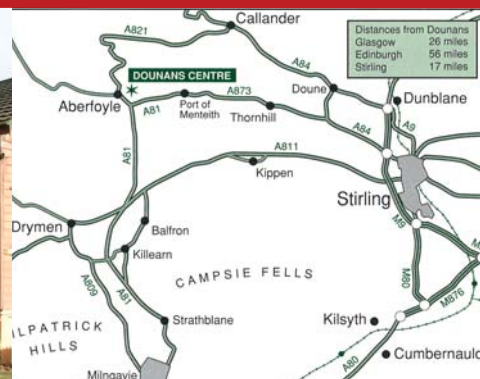 Callander
A821
Distances from Dounans
Glasgow 26 miles
Edinburgh 56 miles
Stirling 17 miles
A84
DOUNANS CENTRE
Doune
Dunblane
Aberfoyle
A81
Port of
Menteith
A873
Thornhill
A84
A9
A81
A811
Kippen
Stirling
Drymen
Balfron
M9
Killearn
CAMPSIE FELLS
A809
A81
M80
M876
Strathblane
Kilsyth
HILLS
Cumbernauld
A80
Milngavie